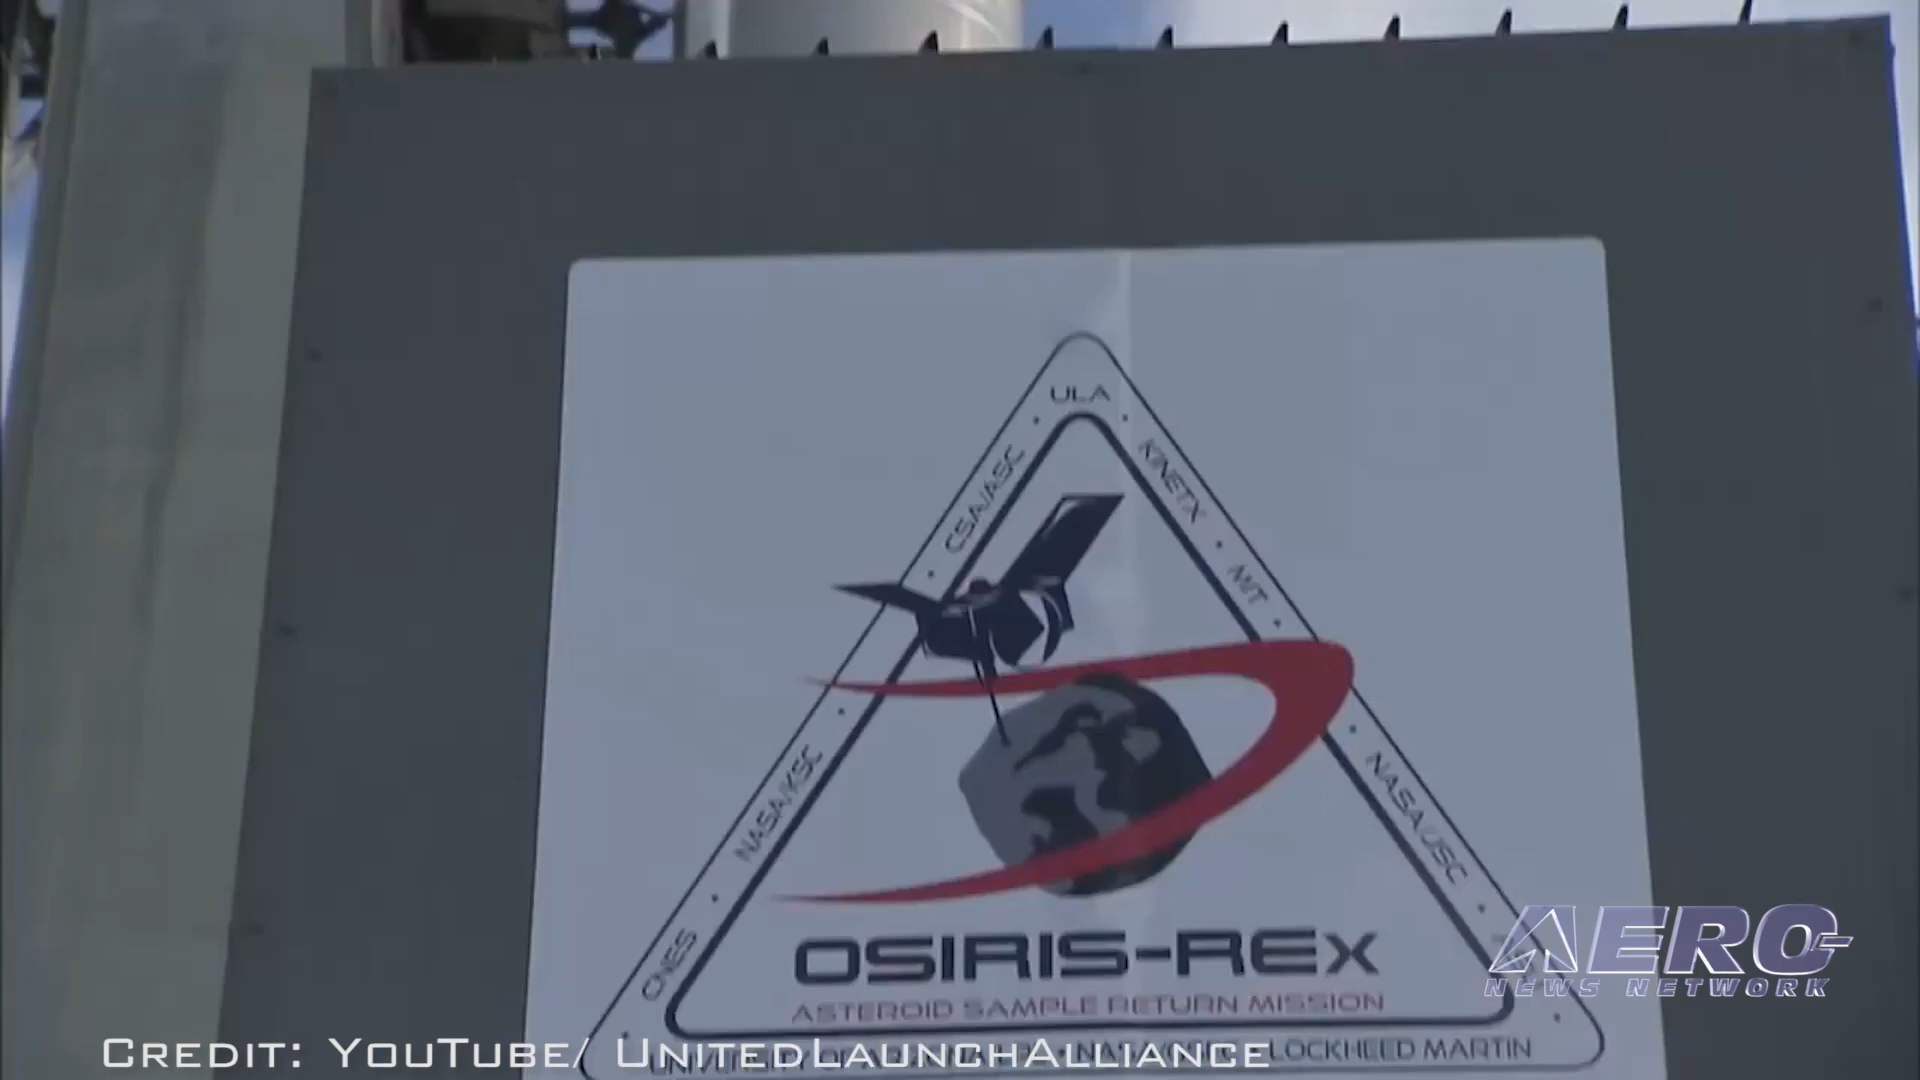 ULA
CSA/ASC
KINETX
MIT
NASA/KSC
NASA/JSC
CNES
OSIRIS-REx
ASTEROID SAMPLE RETURN MISSION
AERO-
NEWS NETWORK
LOCKHEED MARTIN
CREDIT: YOUTUBE/ UNITEDLAUNCHALLIANCE